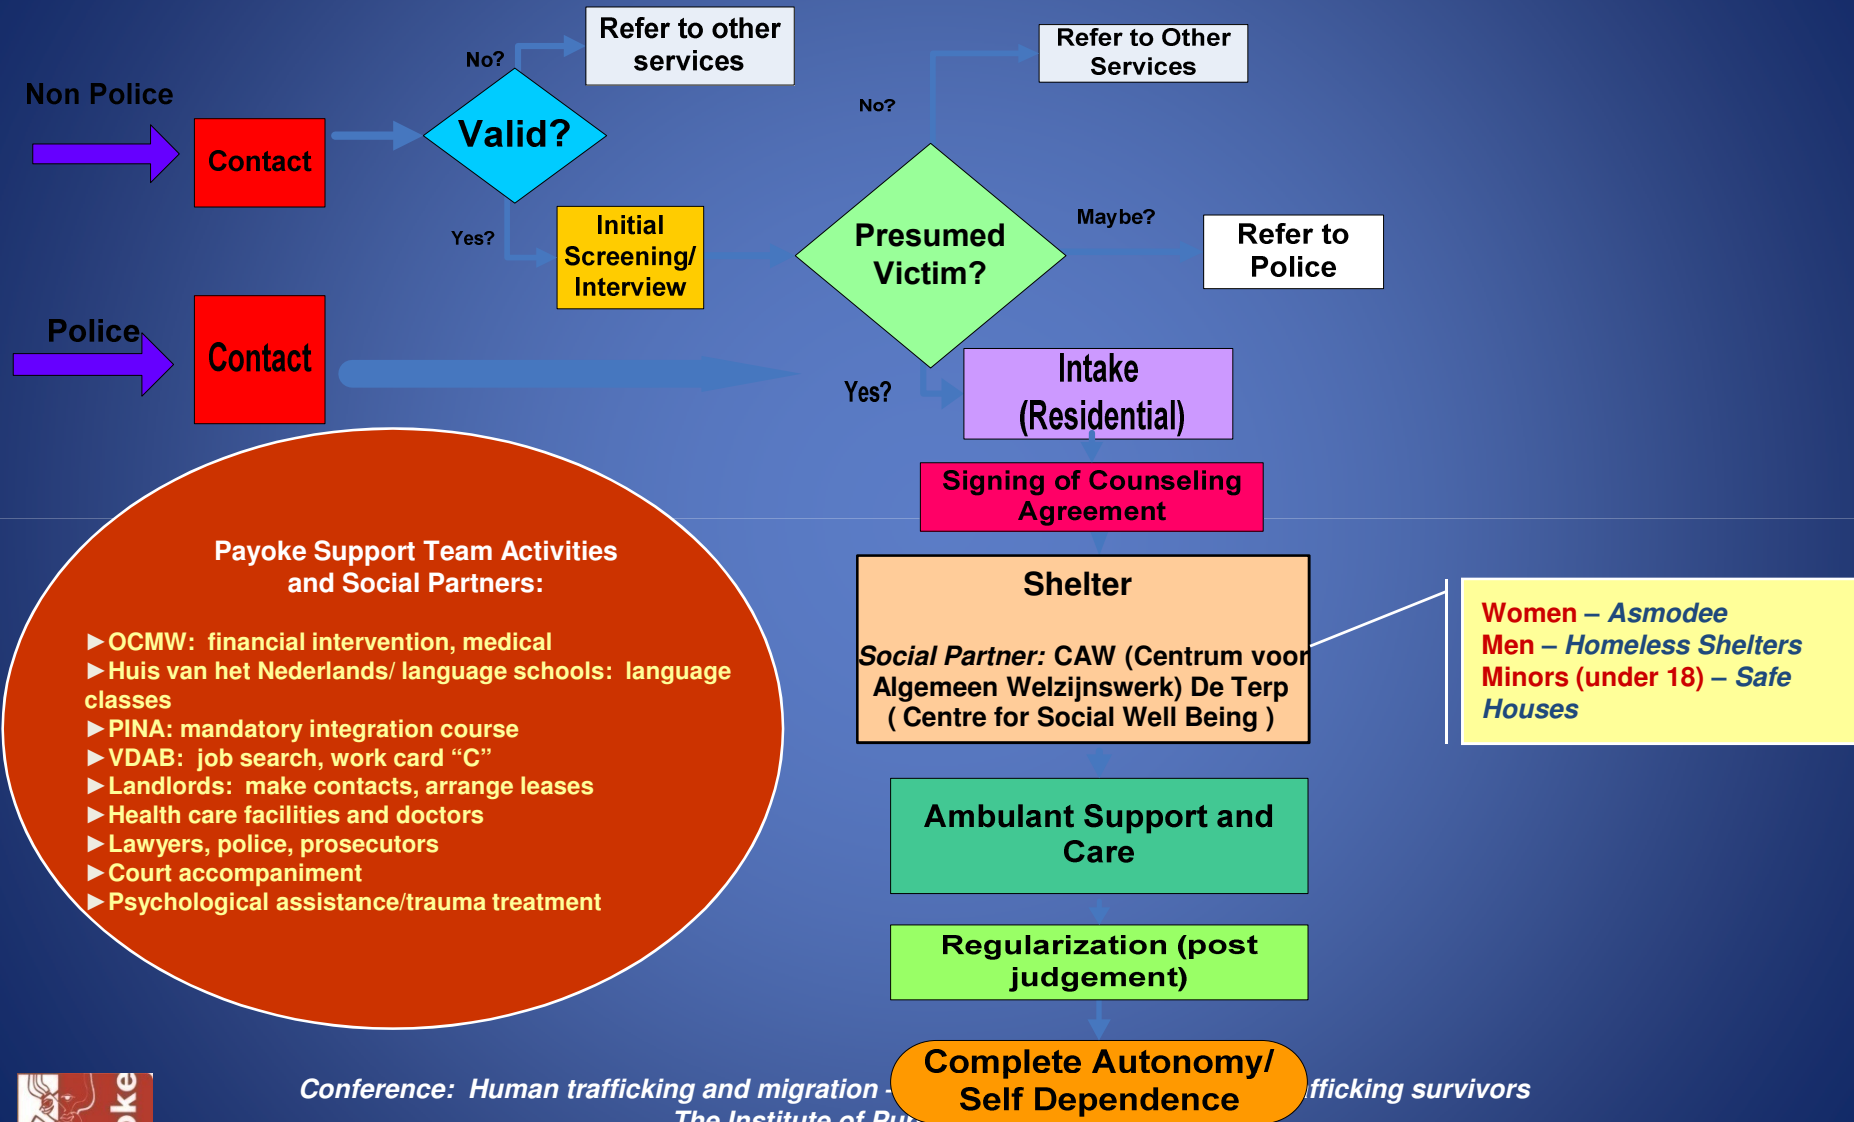 Refer to other
services
No?
Non Police
Contact
Valid?
Yes?
Initial
Screening/
Interview
Refer to Other
Services
No?
Presumed
Victim?
Maybe?
Refer to
Police
Police
Contact
Yes?
Intake
(Residential)
Signing of Counseling
Agreement
Shelter
Social Partner: CAW (Centrum voor
Algemeen Welzijnswerk) De Terp
( Centre for Social Well Being )
Women – Asmodee
Men – Homeless Shelters
Minors (under 18) – Safe
Houses
Ambulant Support and
Care
Regularization (post
judgement)
Complete Autonomy/
Self Dependence
Payoke Support Team Activities
and Social Partners:
►OCMW: financial intervention, medical
►Huis van het Nederlands/ language schools: language
classes
►PINA: mandatory integration course
►VDAB: job search, work card “C”
►Landlords: make contacts, arrange leases
►Health care facilities and doctors
►Lawyers, police, prosecutors
►Court accompaniment
►Psychological assistance/trauma treatment
Conference: Human trafficking and migration - fficking survivors
The Institute of
oke